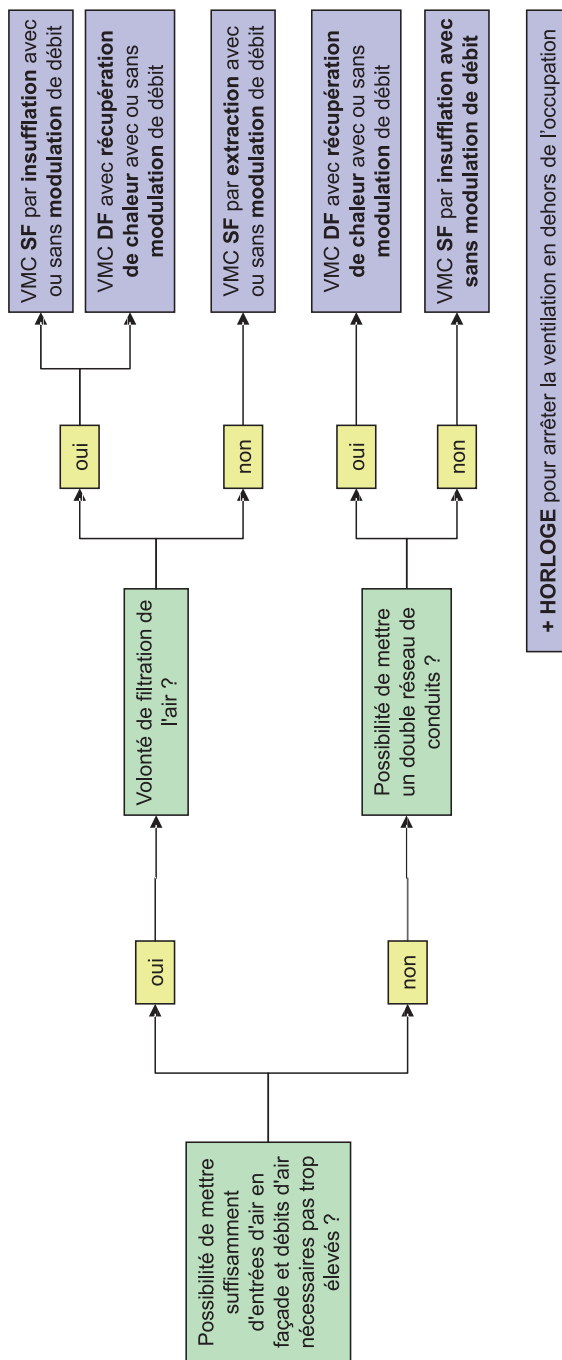 Possibilité de mettre
suffisamment
d'entrées d'air en
façade et débits d'air
nécessaires pas trop
élevés ?
oui
non
Volonté de filtration de
l'air ?
Possibilité de mettre
un double réseau de
conduits ?
oui
non
oui
non
VMC SF par insufflation avec
ou sans modulation de débit
VMC DF avec récupération
de chaleur avec ou sans
modulation de débit
VMC SF par extraction avec
ou sans modulation de débit
VMC DF avec récupération
de chaleur avec ou sans
modulation de débit
VMC SF par insufflation avec
sans modulation de débit
+ HORLOGE pour arrêter la ventilation en dehors de l'occupation